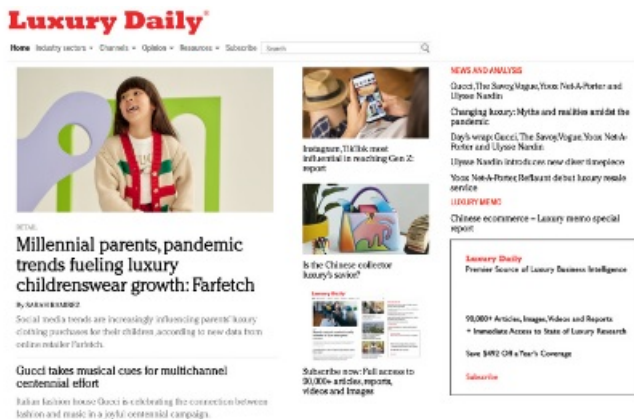 Luxury Daily
Home Industry sectors Channels Opinion Resources Subscribe Search
RETAIL
Millennial parents, pandemic
trends fueling luxury
childrenswear growth: Farfetch
By SARAH RAMIREZ
Social media trends are increasingly influencing parents' luxury
clothing purchases for their children, according to new data from
online retailer Farfetch.
Gucci takes musical cues for multichannel
centennial effort
Italian fashion house Gucci is celebrating the connection between
fashion and music in a joyful centennial campaign.
Instagram, TikTok most
influential in reaching Gen Z:
report
Is the Chinese collector
luxury's savior?
Luxury Daily
Subscribe now: Full access to
90,000+ articles, reports,
videos and images
NEWS AND ANALYSIS
Gucci, The Savoy, Vogue, Yoox Net-A-Porter and
Ulysse Nardin
Changing luxury: Myths and realities amidst the
pandemic
Day's wrap: Gucci, The Savoy, Vogue, Yoox Net-A-
Porter and Ulysse Nardin
Ulysse Nardin introduces new diver timepiece
Yoox Net-A-Porter, Reflaunt debut luxury resale
service
LUXURY MEMO
Chinese ecommerce – Luxury memo special
report
Luxury Daily
Premier Source of Luxury Business Intelligence
90,000+ Articles, Images, Videos and Reports
+ Immediate Access to State of Luxury Research
Save $492 Off a Year's Coverage
Subscribe